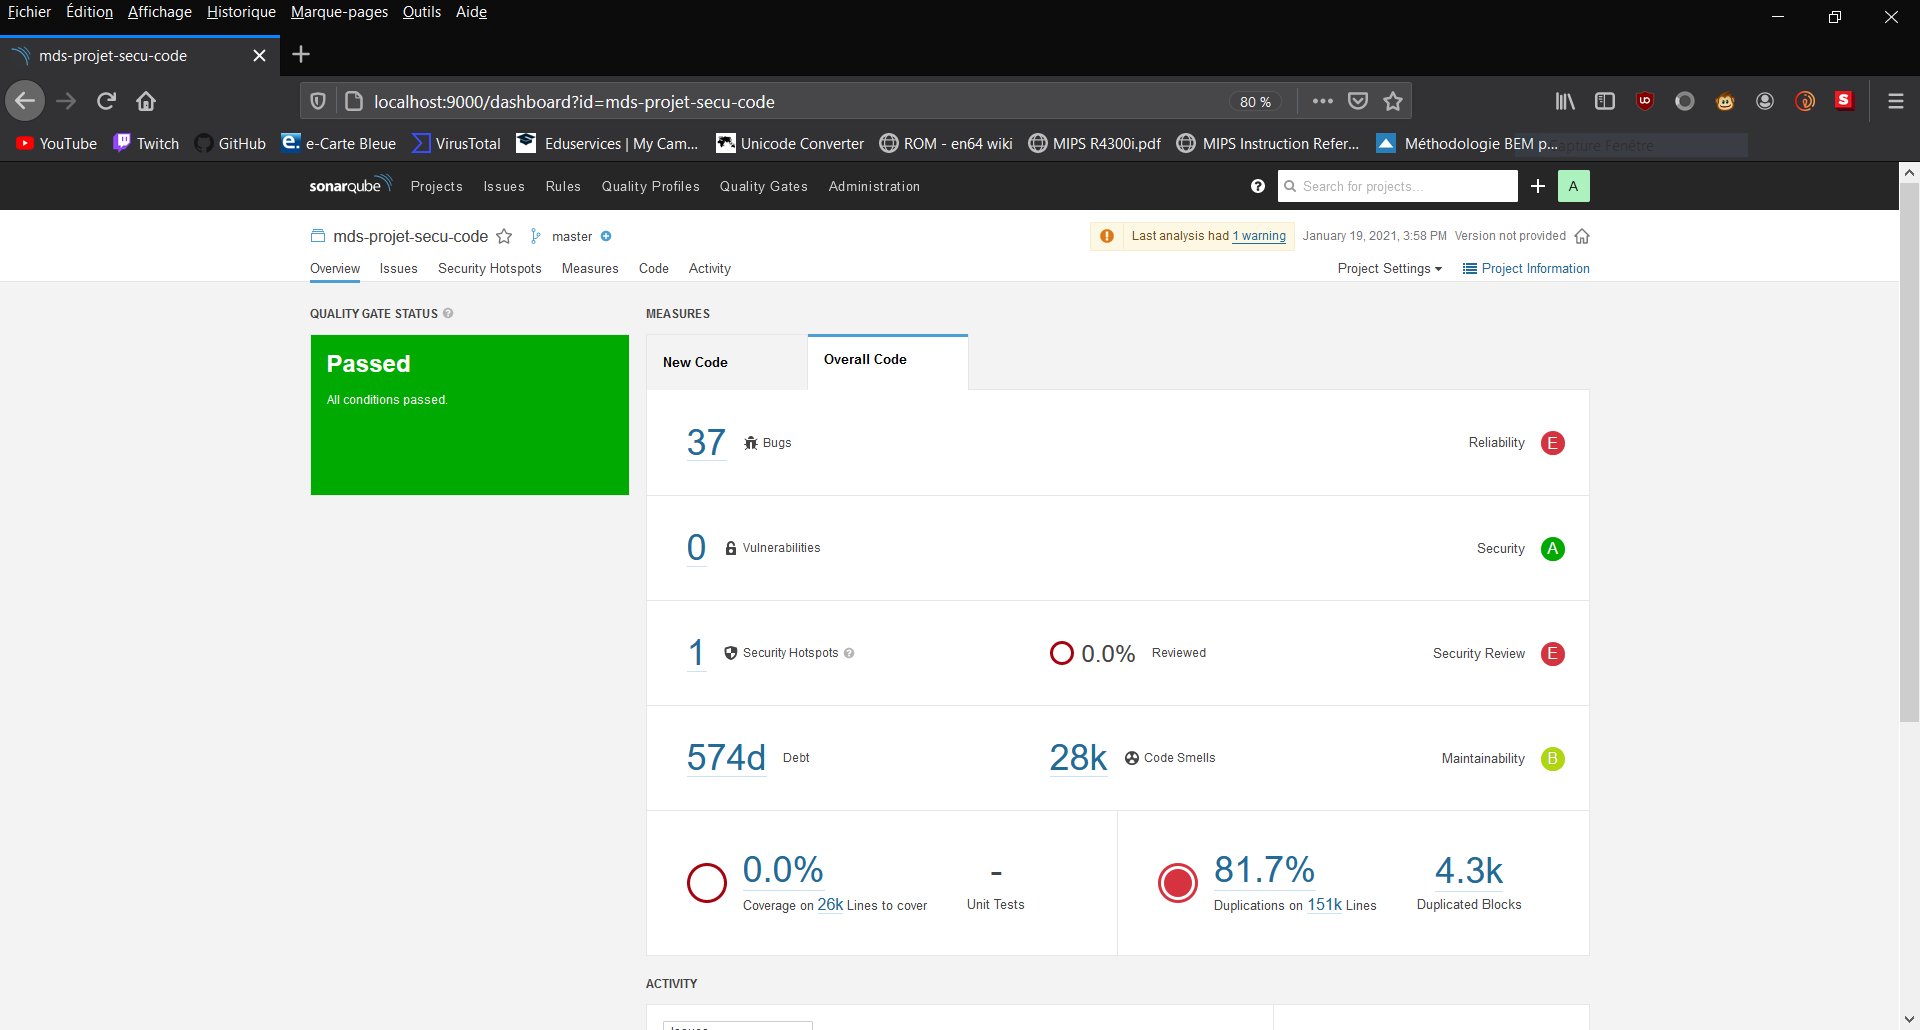 Fichier Édition Affichage Historique Marque-pages Outils Aide
mds-projet-secu-code
localhost:9000/dashboard?id=mds-projet-secu-code 80 %
YouTube Twitch GitHub e-Carte Bleue VirusTotal Eduservices | My Cam... Unicode Converter ROM - en64 wiki MIPS R4300i.pdf MIPS Instruction Refer... Méthodologie BEM p...
sonarqube Projects Issues Rules Quality Profiles Quality Gates Administration Search for projects... A
mds-projet-secu-code master Last analysis had 1 warning January 19, 2021, 3:58 PM Version not provided
Overview Issues Security Hotspots Measures Code Activity Project Settings Project Information
QUALITY GATE STATUS
Passed
All conditions passed.
MEASURES
New Code Overall Code
37 Bugs Reliability E
0 Vulnerabilities Security A
1 Security Hotspots 0.0% Reviewed Security Review E
574d Debt 28k Code Smells Maintainability B
0.0% - 81.7% 4.3k
Coverage on 26k Lines to cover Unit Tests Duplications on 151k Lines Duplicated Blocks
ACTIVITY